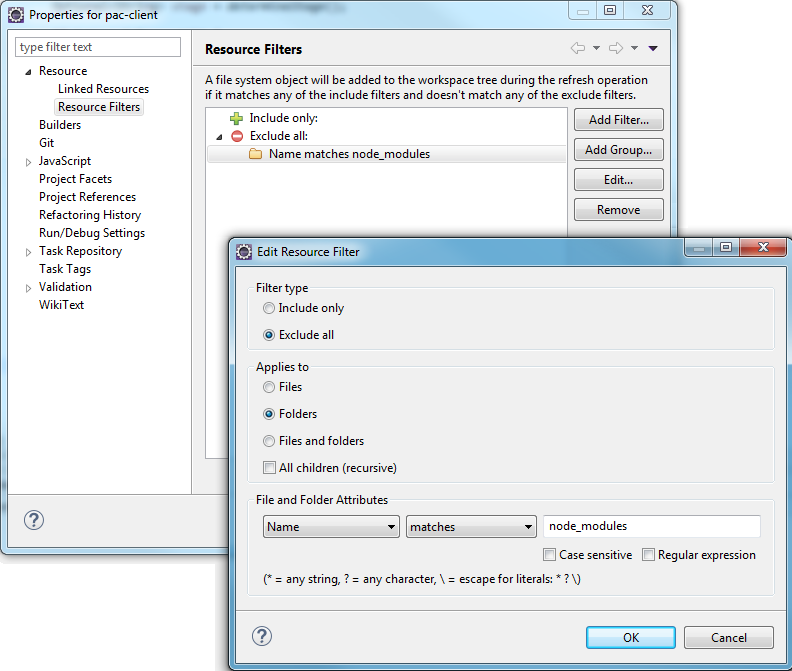 Properties for pac-client
type filter text
Resource
Linked Resources
Resource Filters
Builders
Git
JavaScript
Project Facets
Project References
Refactoring History
Run/Debug Settings
Task Repository
Task Tags
Validation
WikiText
Resource Filters
A file system object will be added to the workspace tree during the refresh operation
if it matches any of the include filters and doesn't match any of the exclude filters.
Include only:
Exclude all:
Name matches node_modules
Add Filter...
Add Group...
Edit...
Remove
Edit Resource Filter
Filter type
Include only
Exclude all
Applies to
Files
Folders
Files and folders
All children (recursive)
File and Folder Attributes
Name
matches
node_modules
Case sensitive
Regular expression
(* = any string, ? = any character, \ = escape for literals: * ? \)
OK
Cancel